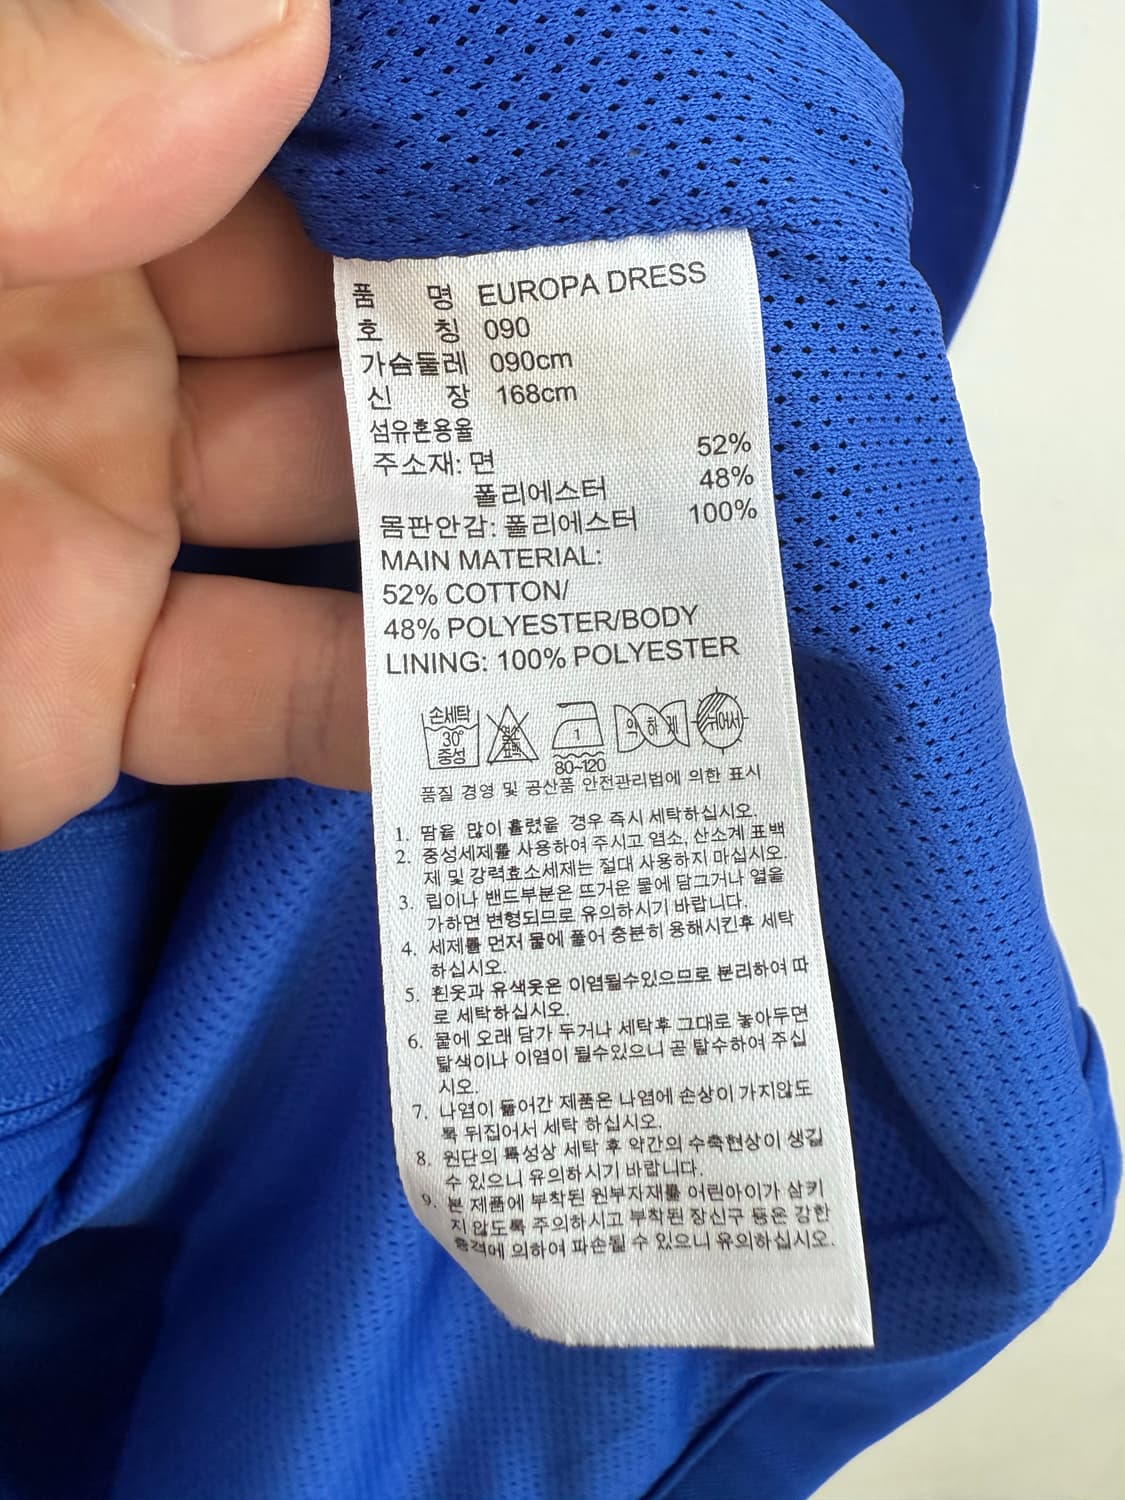 품 명 EUROPA DRESS
호 칭 090
가슴둘레 090cm
신 장 168cm
섬유혼용율
주소재: 면 52%
폴리에스터 48%
몸판안감: 폴리에스터 100%
MAIN MATERIAL:
52% COTTON/
48% POLYESTER/BODY
LINING: 100% POLYESTER
손세탁
30°
중성
1
80~120
약하게
뉘어서
품질 경영 및 공산품 안전관리법에 의한 표시
1. 땀을 많이 흘렸을 경우 즉시 세탁하십시오.
2. 중성세제를 사용하여 주시고 염소, 산소계 표백
제 및 강력효소세제는 절대 사용하지 마십시오.
3. 립이나 밴드부분은 뜨거운 물에 담그거나 열을
가하면 변형되므로 유의하시기 바랍니다.
4. 세제를 먼저 물에 풀어 충분히 용해시킨후 세탁
하십시오.
5. 흰옷과 유색옷은 이염될수있으므로 분리하여 따
로 세탁하십시오.
6. 물에 오래 담가 두거나 세탁후 그대로 놓아두면
탈색이나 이염이 될수있으니 곧 탈수하여 주십
시오.
7. 나염이 들어간 제품은 나염에 손상이 가지않도
록 뒤집어서 세탁 하십시오.
8. 원단의 특성상 세탁 후 약간의 수축현상이 생길
수 있으니 유의하시기 바랍니다.
9. 본 제품에 부착된 원부자재를 어린아이가 삼키
지 않도록 주의하시고 부착된 장신구 등은 강한
충격에 의하여 파손될 수 있으니 유의하십시오.